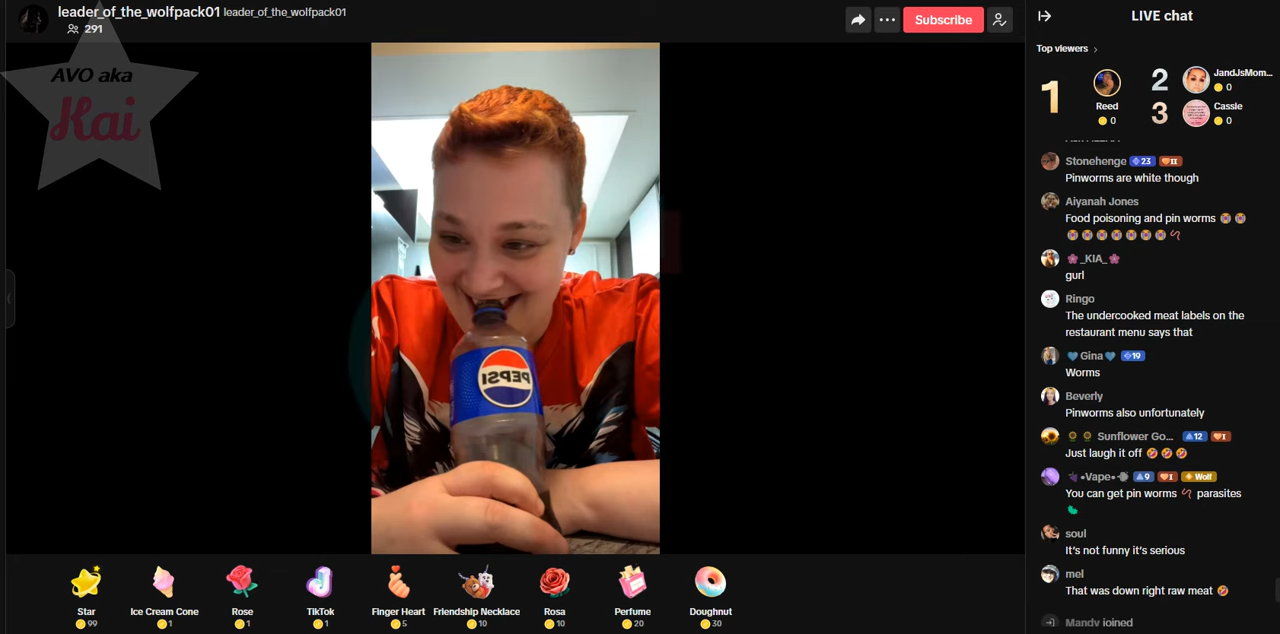 leader_of_the_wolfpack01 leader_of_the_wolfpack01
291
Subscribe
AVO aka
Kai
PEPSI
Star
99
Ice Cream Cone
1
Rose
1
TikTok
1
Finger Heart
5
Friendship Necklace
10
Rosa
10
Perfume
20
Doughnut
30
LIVE chat
Top viewers
1
Reed
0
2
JandJsMom...
0
3
Cassie
0
Stonehenge 23 II
Pinworms are white though
Aiyanah Jones
Food poisoning and pin worms
_KIA_
gurl
Ringo
The undercooked meat labels on the
restaurant menu says that
Gina 19
Worms
Beverly
Pinworms also unfortunately
Sunflower Go... 12 I
Just laugh it off
•Vape• 9 I Wolf
You can get pin worms parasites
soul
It's not funny it's serious
mel
That was down right raw meat
Mandy joined